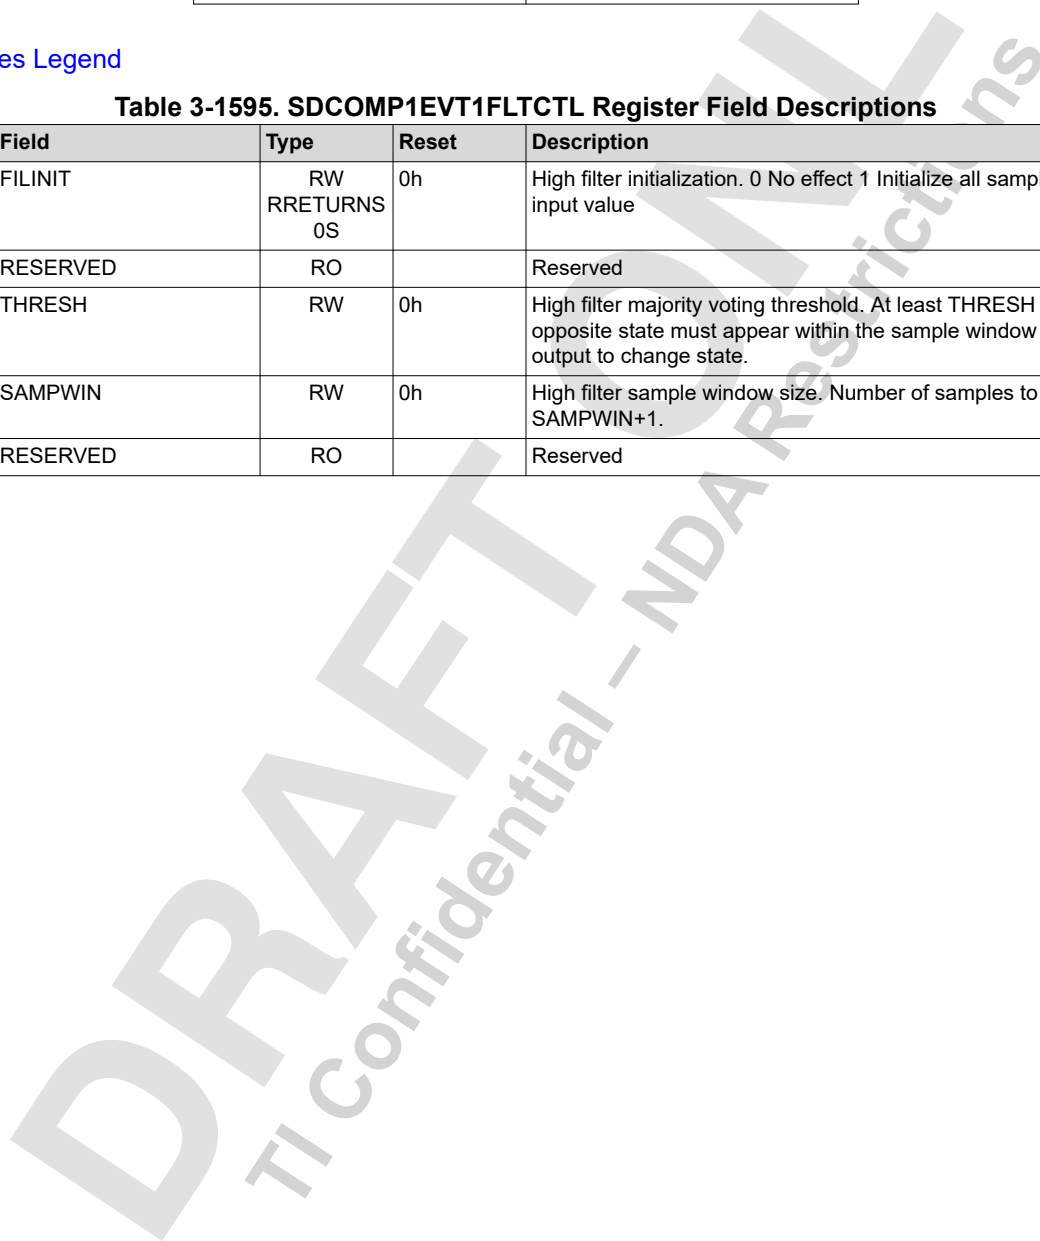 es Legend
Table 3-1595. SDCOMP1EVT1FLTCTL Register Field Descriptions
Field Type Reset Description
FILINIT RW RRETURNS 0S 0h High filter initialization. 0 No effect 1 Initialize all sampl
input value
RESERVED RO Reserved
THRESH RW 0h High filter majority voting threshold. At least THRESH
opposite state must appear within the sample window
output to change state.
SAMPWIN RW 0h High filter sample window size. Number of samples to
SAMPWIN+1.
RESERVED RO Reserved
DRAFT ONL
TI Confidential – NDA Restrictions